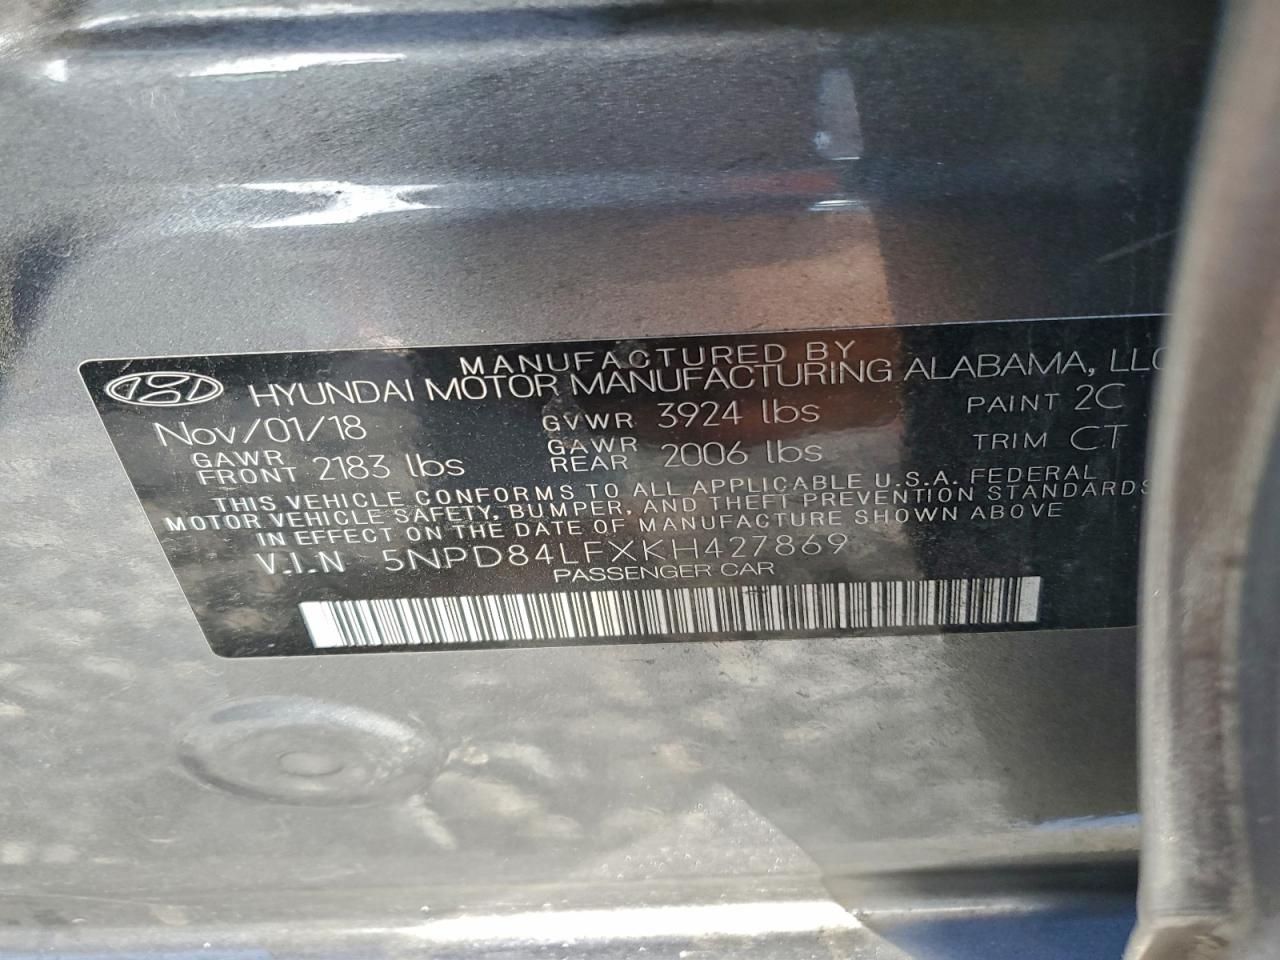 MANUFACTURED BY
HYUNDAI MOTOR MANUFACTURING ALABAMA, LLC
Nov/01/18 GVWR 3924 lbs PAINT 2C
GAWR FRONT 2183 lbs GAWR REAR 2006 lbs TRIM CT
THIS VEHICLE CONFORMS TO ALL APPLICABLE U.S.A. FEDERAL
MOTOR VEHICLE SAFETY, BUMPER, AND THEFT PREVENTION STANDARDS
IN EFFECT ON THE DATE OF MANUFACTURE SHOWN ABOVE
V.I.N 5NPD84LFXKH427869
PASSENGER CAR